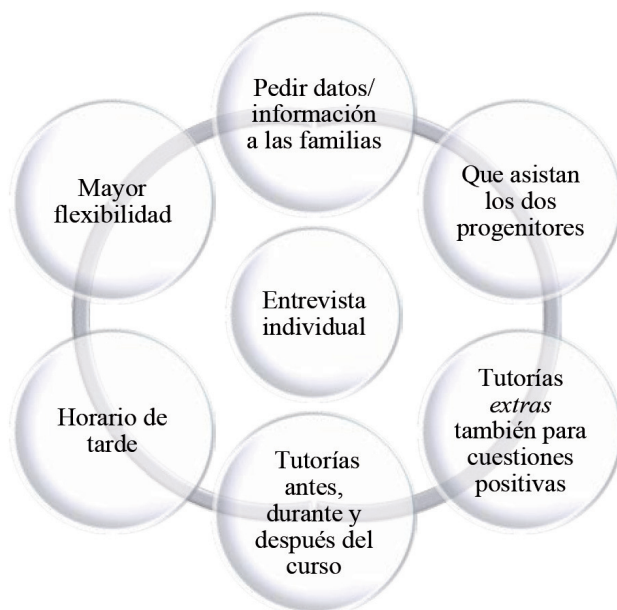 Pedir datos/
información
a las familias
Que asistan
los dos
progenitores
Tutorías
extras
también para
cuestiones
positivas
Tutorías
antes,
durante y
después del
curso
Horario de
tarde
Mayor
flexibilidad
Entrevista
individual